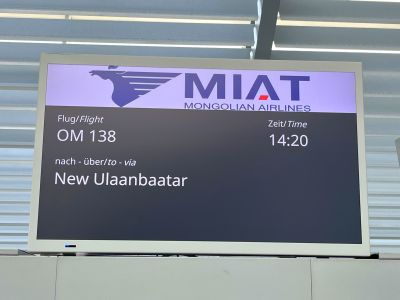 MIAT
MONGOLIAN AIRLINES
Flug/Flight
Zeit/Time
OM 138
14:20
nach - über/to - via
New Ulaanbaatar